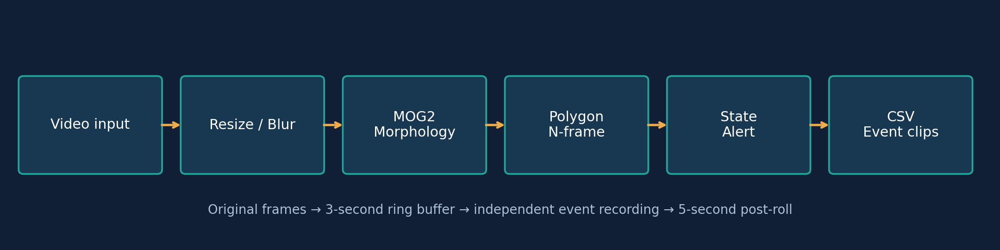 Video input
Resize / Blur
MOG2
Morphology
Polygon
N-frame
State
Alert
CSV
Event clips
Original frames → 3-second ring buffer → independent event recording → 5-second post-roll